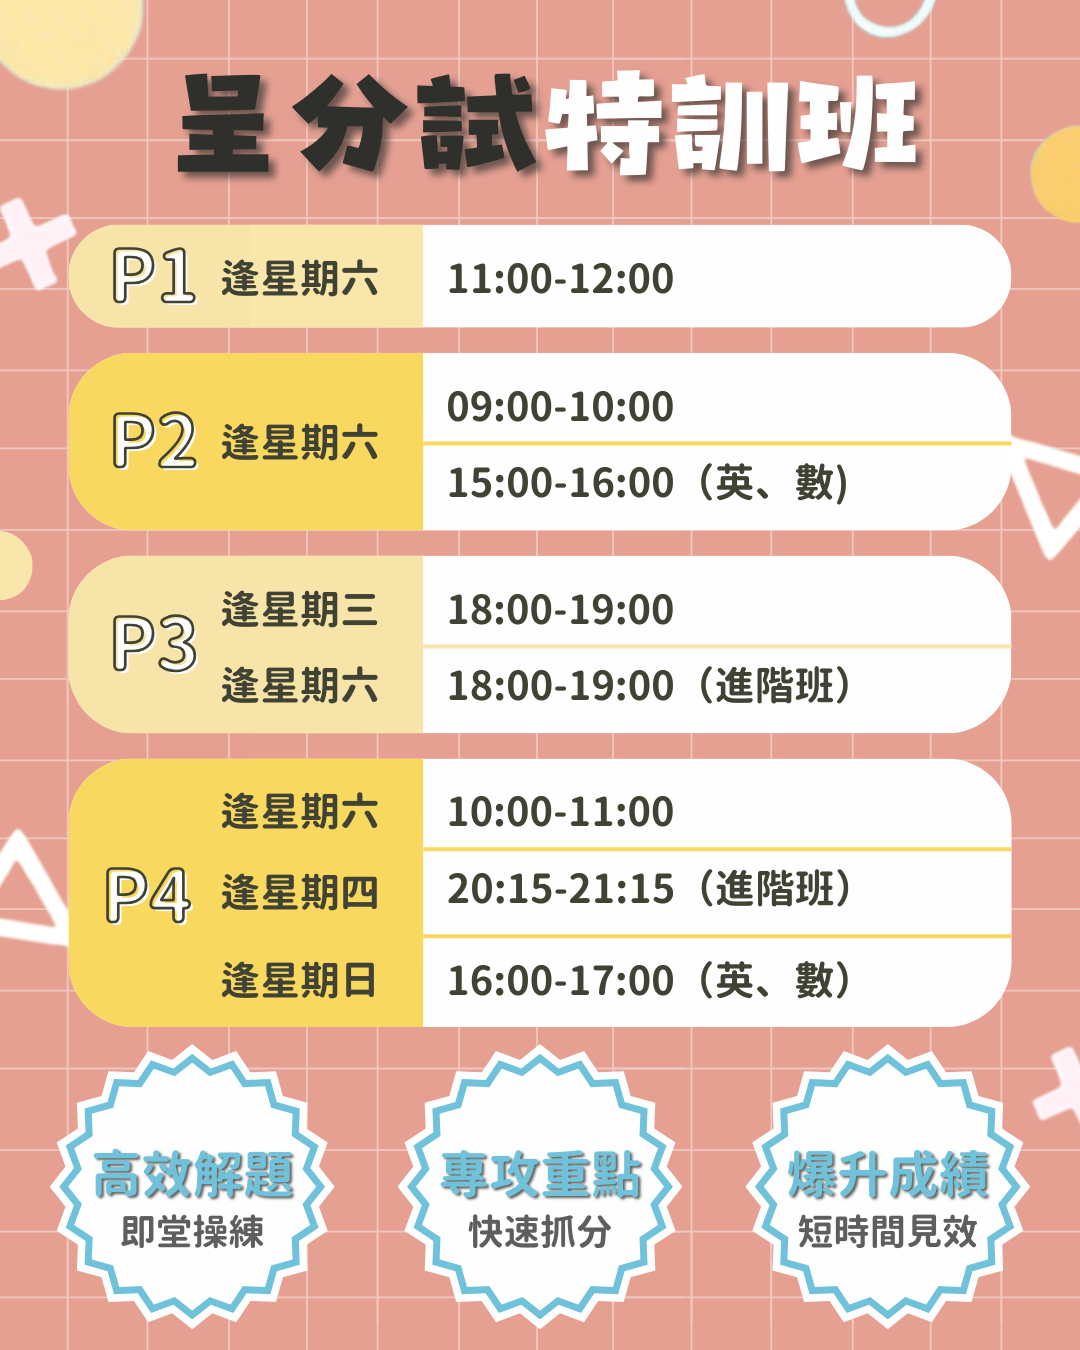 呈分試特訓班
P1 逢星期六 11:00-12:00
P2 逢星期六 09:00-10:00
15:00-16:00（英、數)
P3 逢星期三 18:00-19:00
逢星期六 18:00-19:00（進階班）
逢星期六 10:00-11:00
P4 逢星期四 20:15-21:15（進階班）
逢星期日 16:00-17:00（英、數）
高效解題
即堂操練
專攻重點
快速抓分
爆升成績
短時間見效